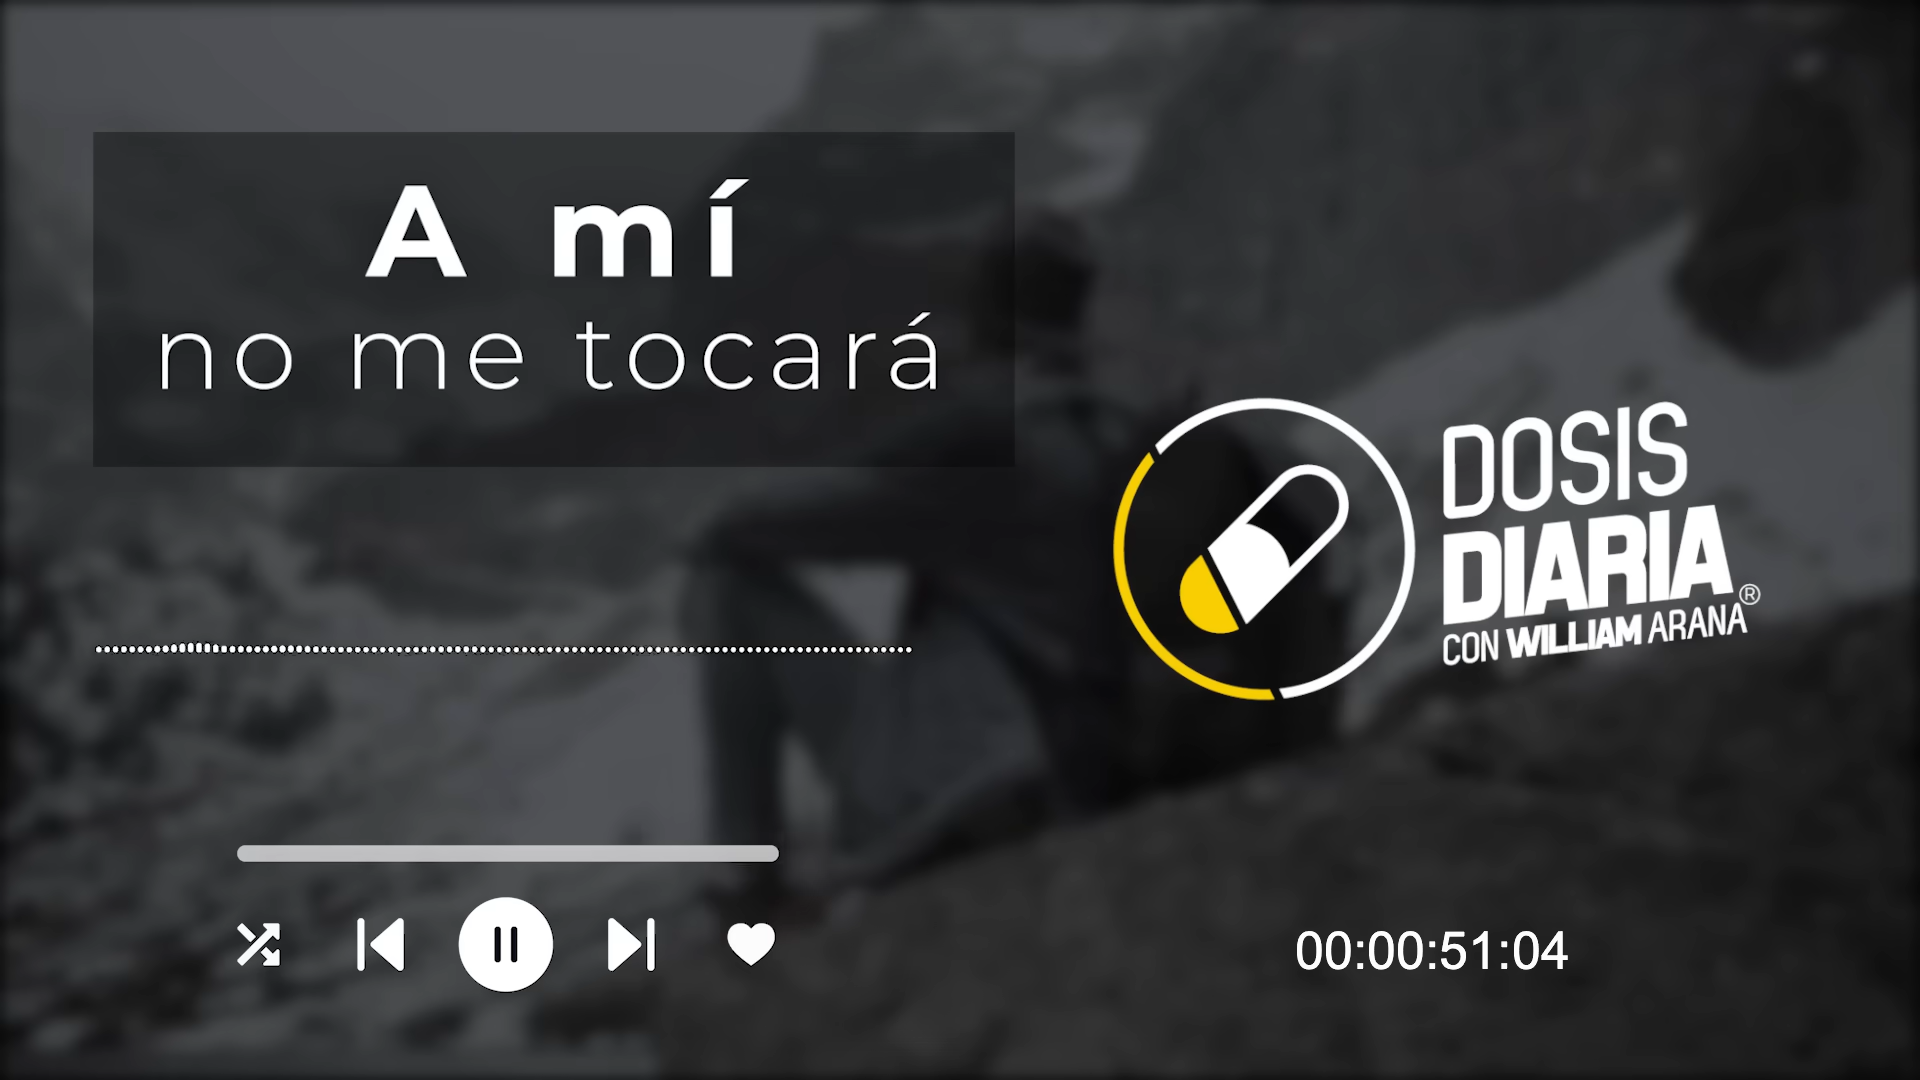 A mí
no me tocará
DOSIS
DIARIA®
CON WILLIAM ARANA
00:00:51:04